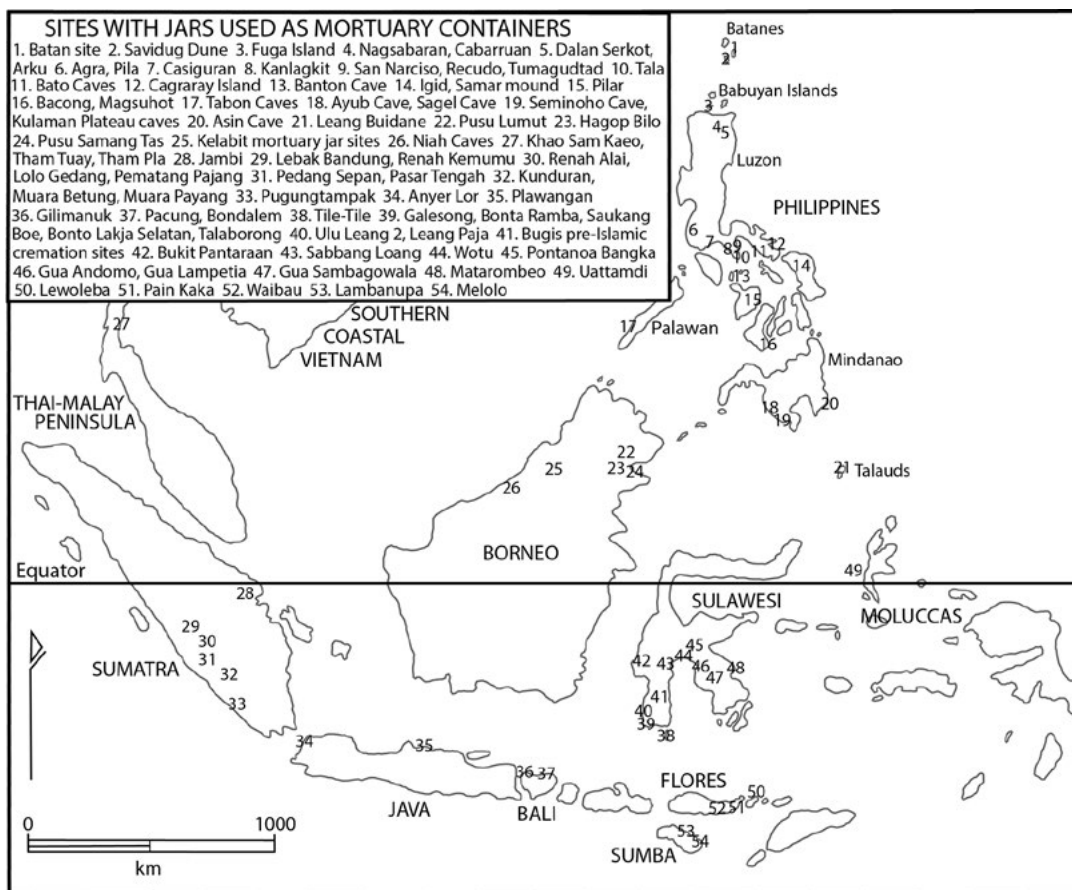 SITES WITH JARS USED AS MORTUARY CONTAINERS
1. Batan site 2. Savidug Dune 3. Fuga Island 4. Nagsabaran, Cabarruan 5. Dalan Serkot,
Arku 6. Agra, Pila 7. Casiguran 8. Kanlagkit 9. San Narciso, Recudo, Tumagudtad 10. Tala
11. Bato Caves 12. Cagraray Island 13. Banton Cave 14. Igid, Samar mound 15. Pilar
16. Bacong, Magsuhot 17. Tabon Caves 18. Ayub Cave, Sagel Cave 19. Seminoho Cave,
Kulaman Plateau caves 20. Asin Cave 21. Leang Buidane 22. Pusu Lumut 23. Hagop Bilo
24. Pusu Samang Tas 25. Kelabit mortuary jar sites 26. Niah Caves 27. Khao Sam Kaeo,
Tham Tuay, Tham Pla 28. Jambi 29. Lebak Bandung, Renah Kemumu 30. Renah Alai,
Lolo Gedang, Pematang Pajang 31. Pedang Sepan, Pasar Tengah 32. Kunduran,
Muara Betung, Muara Payang 33. Pugungtampak 34. Anyer Lor 35. Plawangan
36. Gilimanuk 37. Pacung, Bondalem 38. Tile-Tile 39. Galesong, Bonta Ramba, Saukang
Boe, Bonto Lakja Selatan, Talaborong 40. Ulu Leang 2, Leang Paja 41. Bugis pre-Islamic
cremation sites 42. Bukit Pantaraan 43. Sabbang Loang 44. Wotu 45. Pontanoa Bangka
46. Gua Andomo, Gua Lampetia 47. Gua Sambagowala 48. Matarombeo 49. Uattamdi
50. Lewoleba 51. Pain Kaka 52. Waibau 53. Lambanupa 54. Melolo
Batanes
1
2
Babuyan Islands
3
4
5
Luzon
PHILIPPINES
6
7
8
9
10
11
12
13
14
15
16
17
Palawan
Mindanao
18
19
20
SOUTHERN
COASTAL
VIETNAM
27
THAI-MALAY
PENINSULA
21
Talauds
22
23
24
25
26
BORNEO
Equator
28
49
SULAWESI
MOLUCCAS
29
30
31
32
33
SUMATRA
45
44
42
43
46
47
48
41
40
39
38
34
35
36
37
FLORES
50
52
51
JAVA
BALI
53
54
SUMBA
0
1000
km